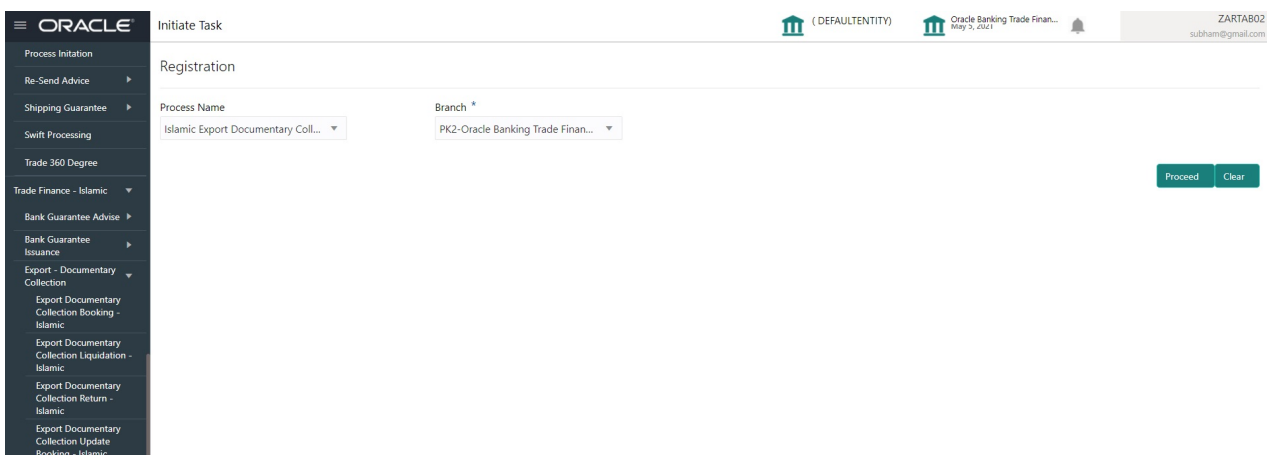 ORACLE
Initiate Task
( DEFAULTENTITY)
Oracle Banking Trade Finan...
May 5, 2021
ZARTAB02
subham@gmail.com
Process Initation
Re-Send Advice
Shipping Guarantee
Swift Processing
Trade 360 Degree
Trade Finance - Islamic
Bank Guarantee Advise
Bank Guarantee
Issuance
Export - Documentary
Collection
Export Documentary
Collection Booking -
Islamic
Export Documentary
Collection Liquidation -
Islamic
Export Documentary
Collection Return -
Islamic
Export Documentary
Collection Update
Booking - Islamic
Registration
Process Name
Branch *
Islamic Export Documentary Coll...
PK2-Oracle Banking Trade Finan...
Proceed
Clear